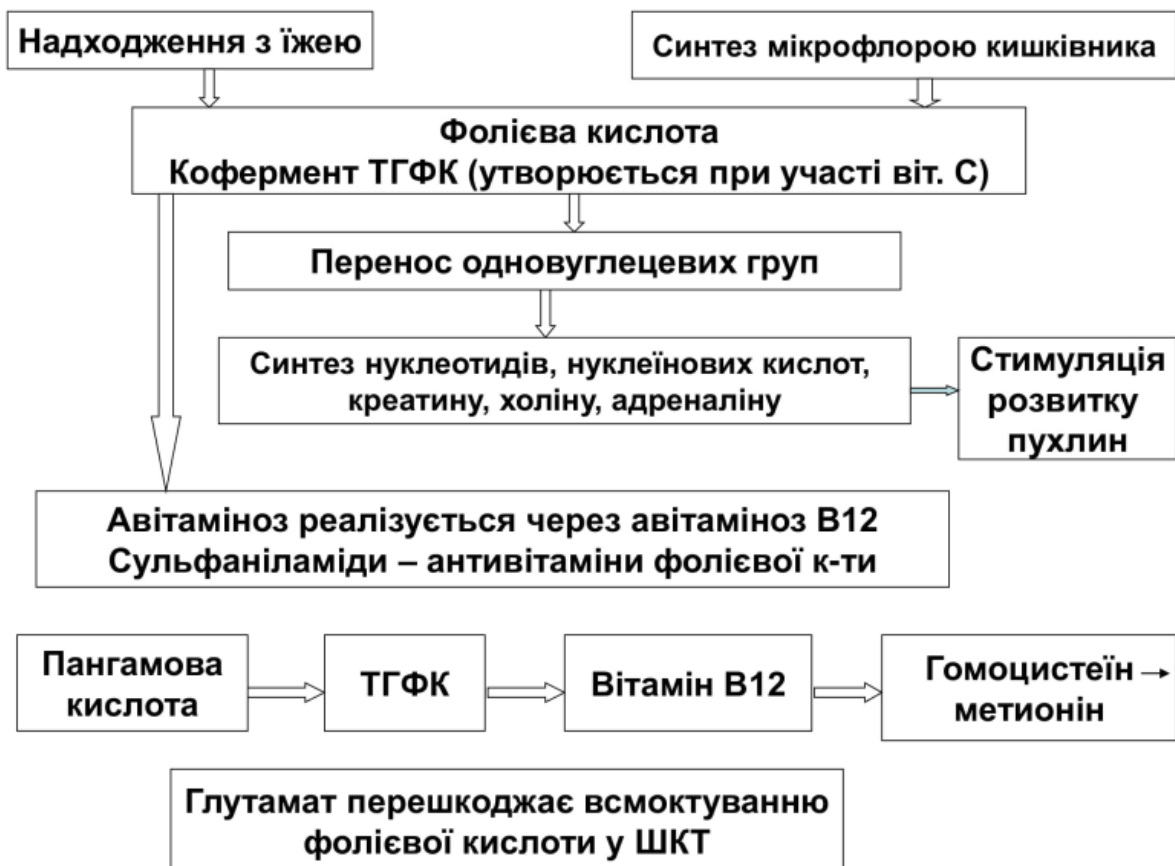 Надходження з їжею
Синтез мікрофлорою кишківника
Фолієва кислота
Кофермент ТГФК (утворюється при участі віт. С)
Перенос одновуглецевих груп
Синтез нуклеотидів, нуклеїнових кислот,
креатину, холіну, адреналіну
Стимуляція
розвитку
пухлин
Авітаміноз реалізується через авітаміноз В12
Сульфаніламіди – антивітаміни фолієвої к-ти
Пангамова
кислота
ТГФК
Вітамін В12
Гомоцистеїн →
метионін
Глутамат перешкоджає всмоктуванню
фолієвої кислоти у ШКТ